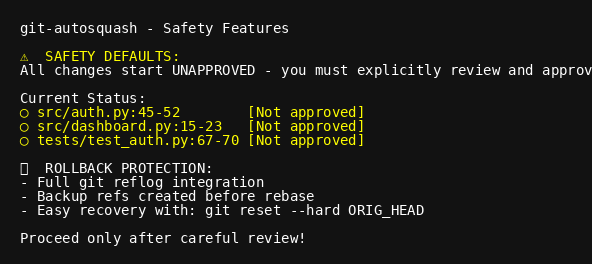 git-autosquash - Safety Features
⚠ SAFETY DEFAULTS:
All changes start UNAPPROVED - you must explicitly review and approv
Current Status:
○ src/auth.py:45-52 [Not approved]
○ src/dashboard.py:15-23 [Not approved]
○ tests/test_auth.py:67-70 [Not approved]
ROLLBACK PROTECTION:
- Full git reflog integration
- Backup refs created before rebase
- Easy recovery with: git reset --hard ORIG_HEAD
Proceed only after careful review!